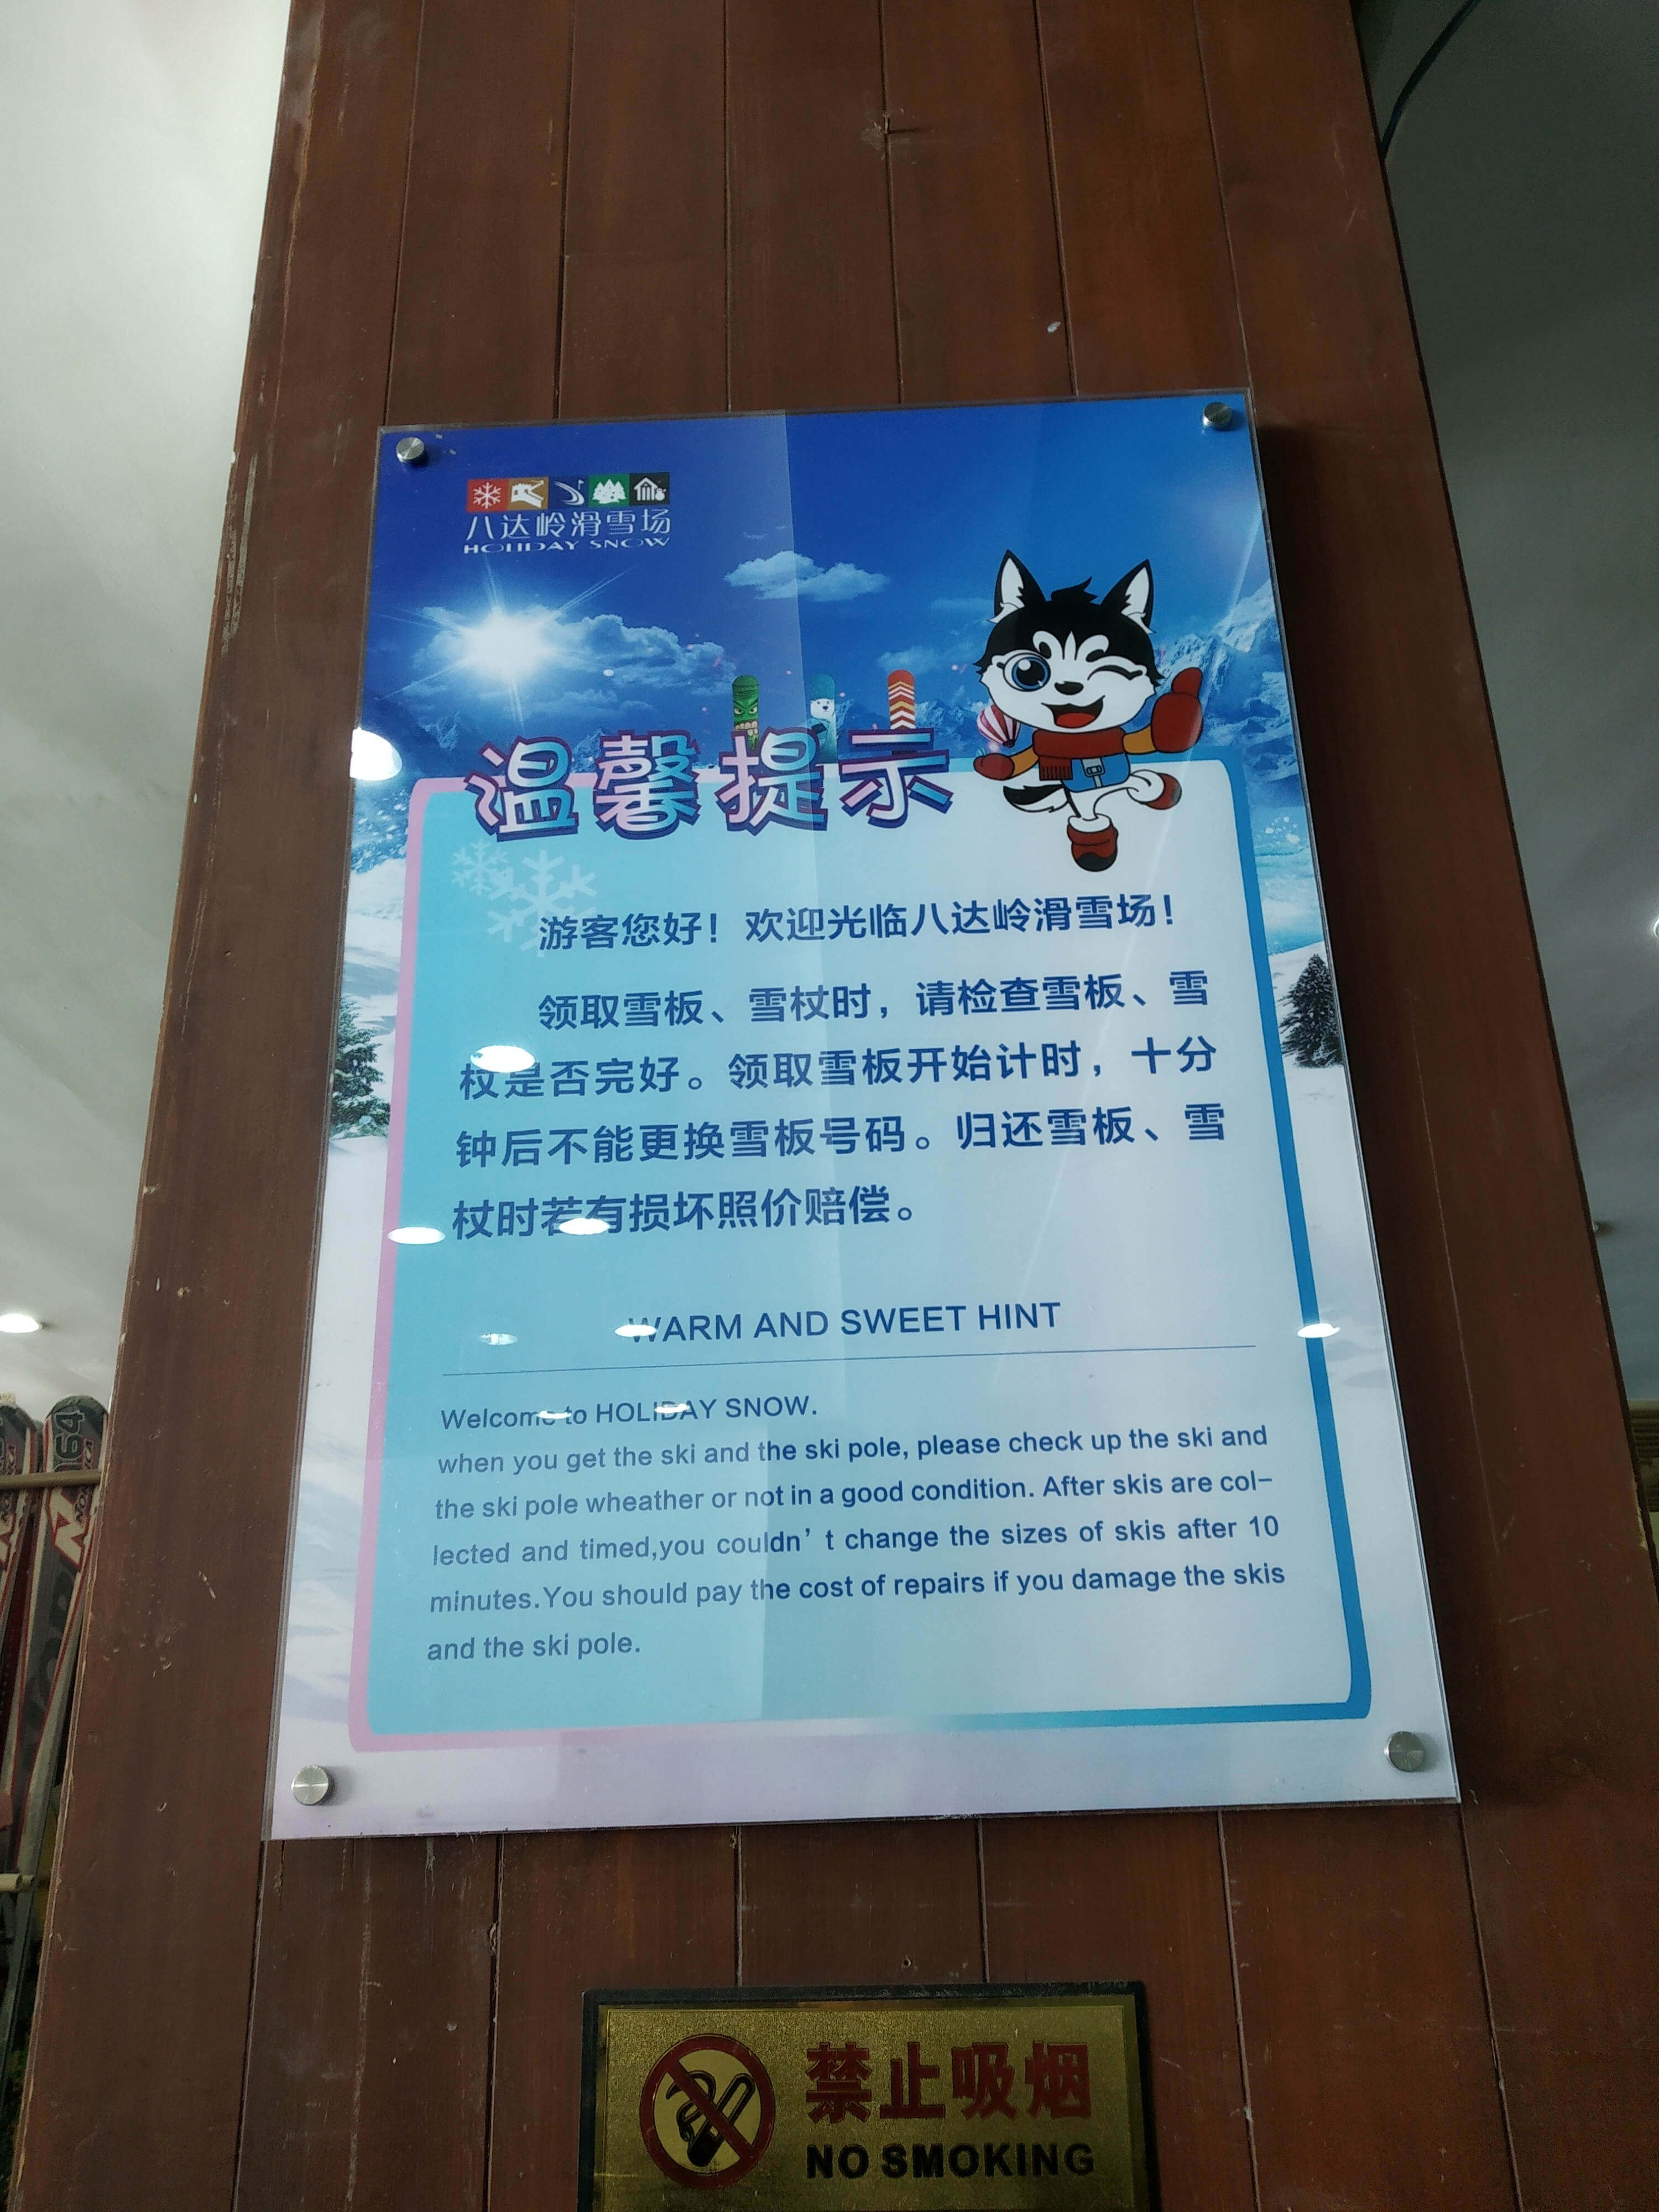 八达岭滑雪场
HOLIDAY SNOW
温馨提示
游客您好！欢迎光临八达岭滑雪场！
领取雪板、雪杖时，请检查雪板、雪
杖是否完好。领取雪板开始计时，十分
钟后不能更换雪板号码。归还雪板、雪
杖时若有损坏照价赔偿。
WARM AND SWEET HINT
Welcome to HOLIDAY SNOW.
when you get the ski and the ski pole, please check up the ski and
the ski pole wheather or not in a good condition. After skis are col-
lected and timed,you couldn' t change the sizes of skis after 10
minutes.You should pay the cost of repairs if you damage the skis
and the ski pole.
禁止吸烟
NO SMOKING